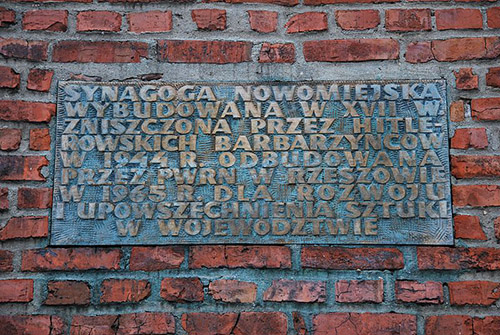 SYNAGOGA NOWOMIEJSKA
WYBUDOWANA W XVII W
ZNISZCZONA PRZEZ HITLE-
ROWSKICH BARBARZYŃCÓW
W 1944 R. ODBUDOWANA
PRZEZ PWRN W RZESZOWIE
W 1965 R. DLA ROZWOJU
I UPOWSZECHNIENIA SZTUKI
W WOJEWÓDZTWIE